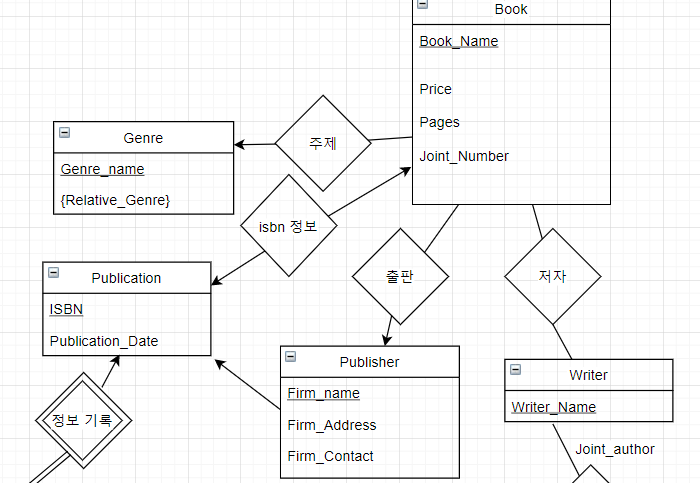 Book
Book_Name
Price
Pages
Joint_Number
주제
Genre
Genre_name
{Relative_Genre}
isbn 정보
출판
저자
Publication
ISBN
Publication_Date
Publisher
Firm_name
Firm_Address
Firm_Contact
Writer
Writer_Name
정보 기록
Joint_author